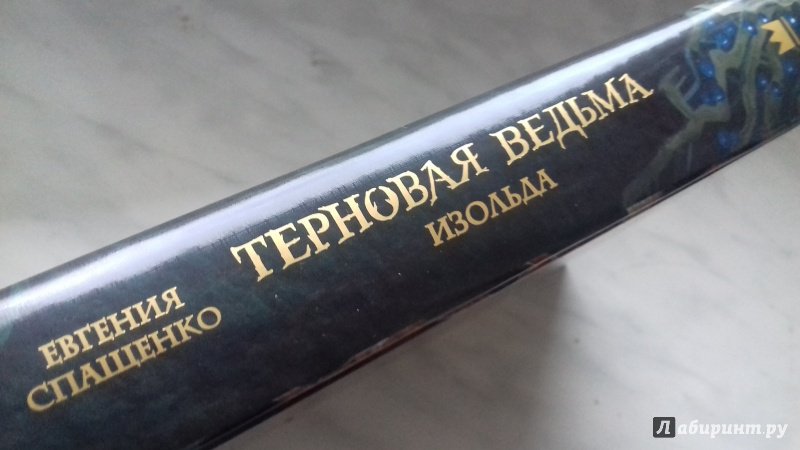 ЕВГЕНИЯ
СПАЩЕНКО
ТЕРНОВАЯ ВЕДЬМА
ИЗОЛЬДА
Лабиринт.ру